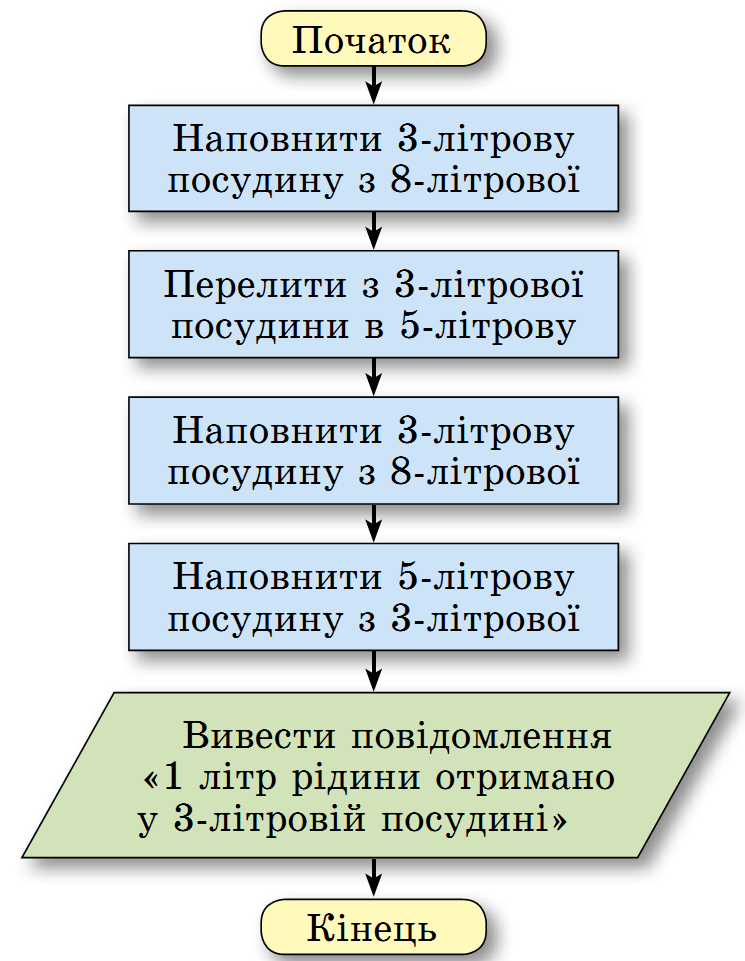 Початок
Наповнити 3-літрову
посудину з 8-літрової
Перелити з 3-літрової
посудини в 5-літрову
Наповнити 3-літрову
посудину з 8-літрової
Наповнити 5-літрову
посудину з 3-літрової
Вивести повідомлення
«1 літр рідини отримано
у 3-літровій посудині»
Кінець